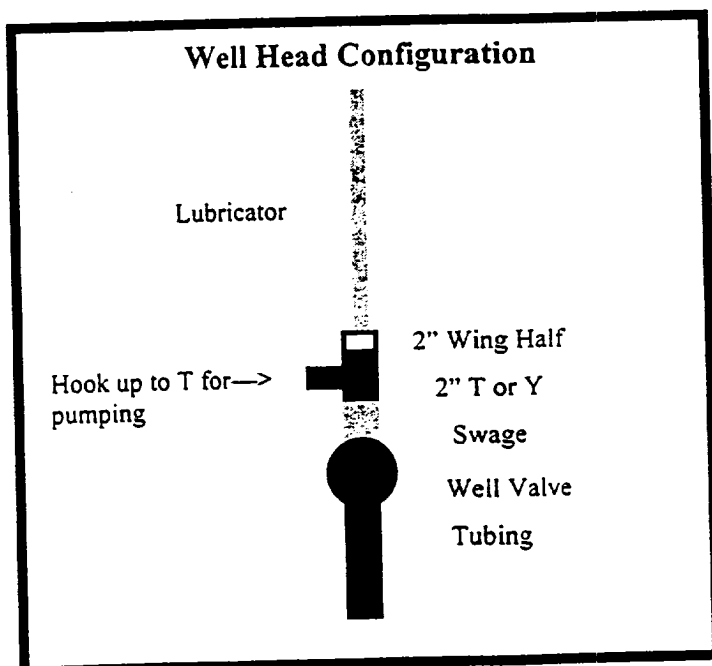 Well Head Configuration
Lubricator
2” Wing Half
Hook up to T for—>
pumping
2” T or Y
Swage
Well Valve
Tubing